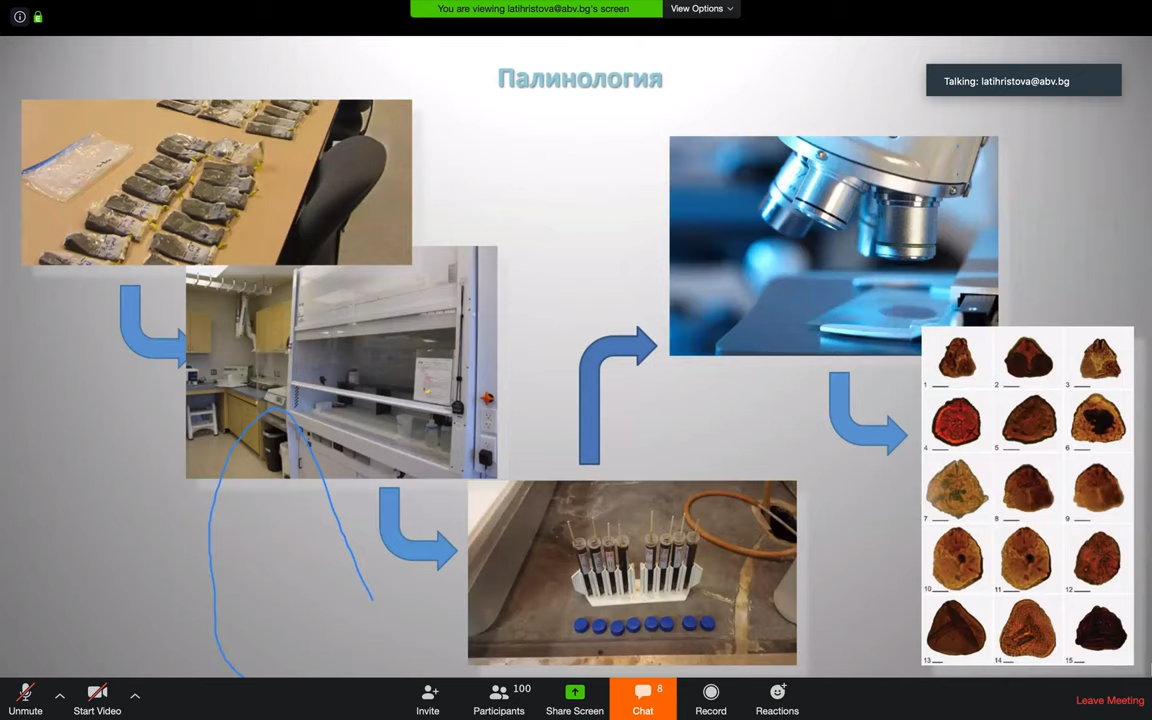 You are viewing latihristova@abv.bg's screen
View Options
Палинология
Talking: latihristova@abv.bg
1 2 3
4 5 6
7 8 9
10 11 12
13 14 15
Unmute
Start Video
Invite
Participants 100
Share Screen
Chat 8
Record
Reactions
Leave Meeting